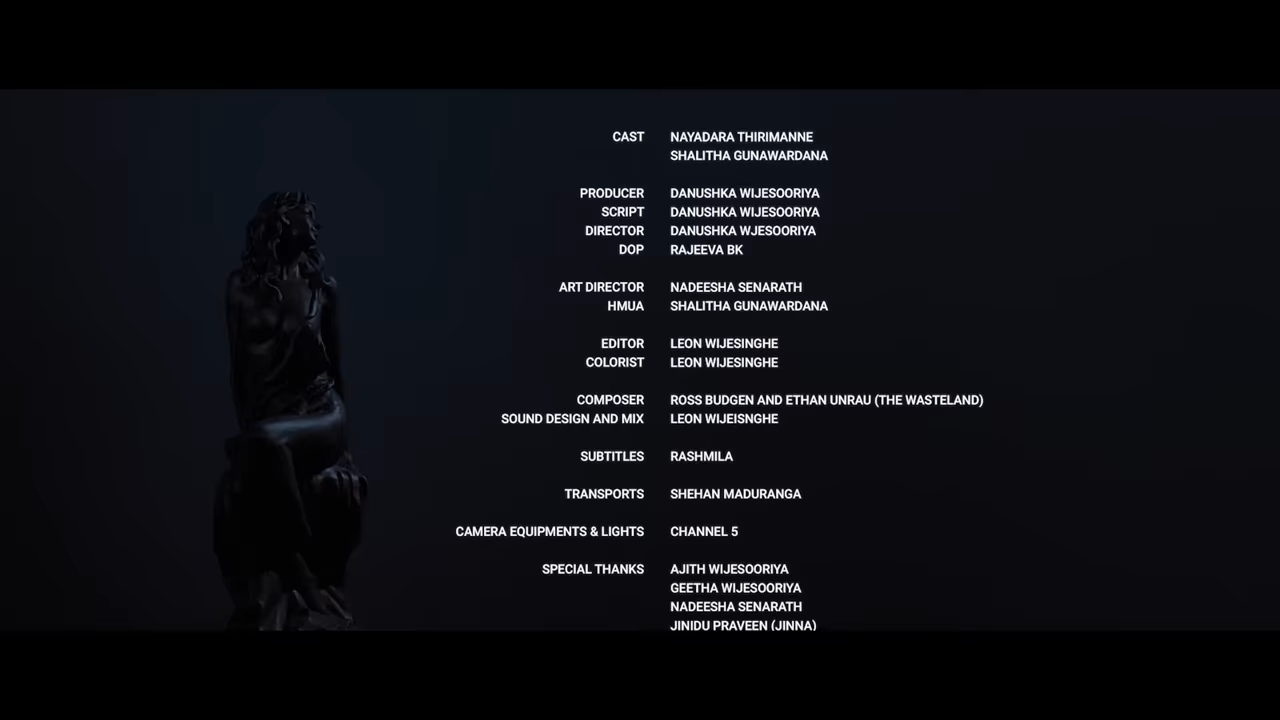 CAST NAYADARA THIRIMANNE
SHALITHA GUNAWARDANA
PRODUCER DANUSHKA WIJESOORIYA
SCRIPT DANUSHKA WIJESOORIYA
DIRECTOR DANUSHKA WJESOORIYA
DOP RAJEEVA BK
ART DIRECTOR NADEESHA SENARATH
HMUA SHALITHA GUNAWARDANA
EDITOR LEON WIJESINGHE
COLORIST LEON WIJESINGHE
COMPOSER ROSS BUDGEN AND ETHAN UNRAU (THE WASTELAND)
SOUND DESIGN AND MIX LEON WIJEISNGHE
SUBTITLES RASHMILA
TRANSPORTS SHEHAN MADURANGA
CAMERA EQUIPMENTS & LIGHTS CHANNEL 5
SPECIAL THANKS AJITH WIJESOORIYA
GEETHA WIJESOORIYA
NADEESHA SENARATH
JINIDU PRAVEEN (JINNA)